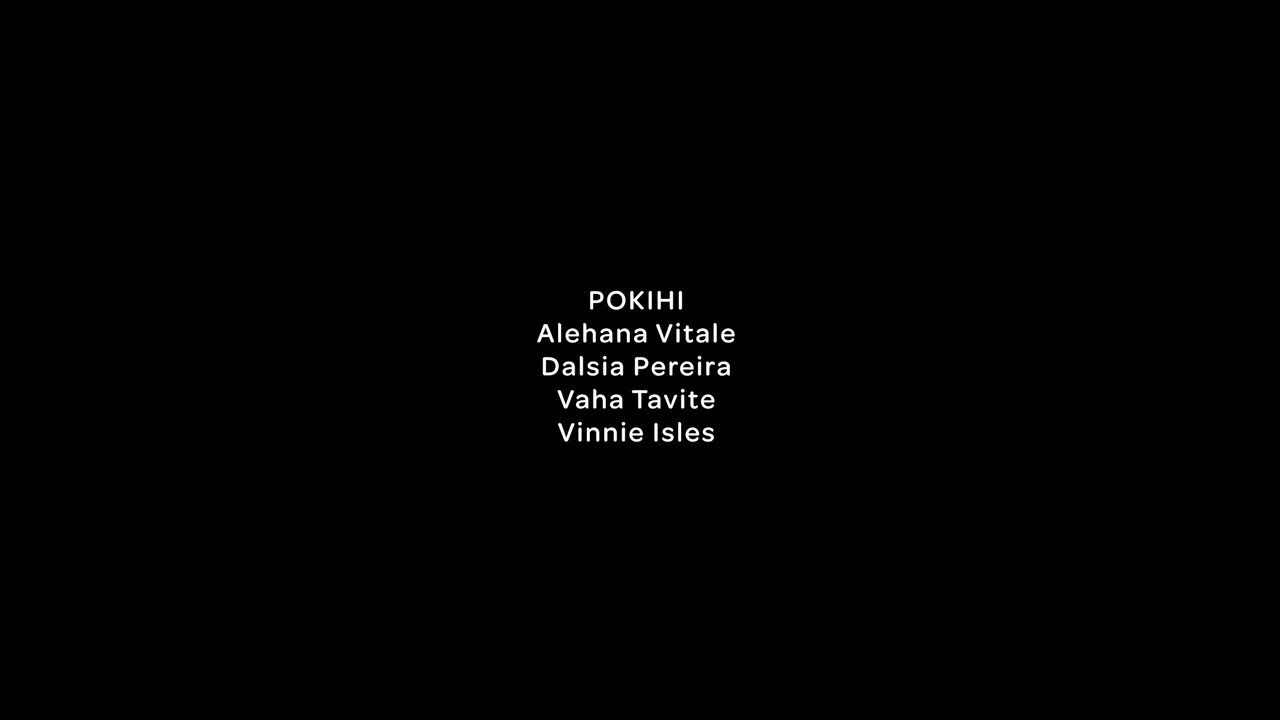 POKIHI
Alehana Vitale
Dalsia Pereira
Vaha Tavite
Vinnie Isles